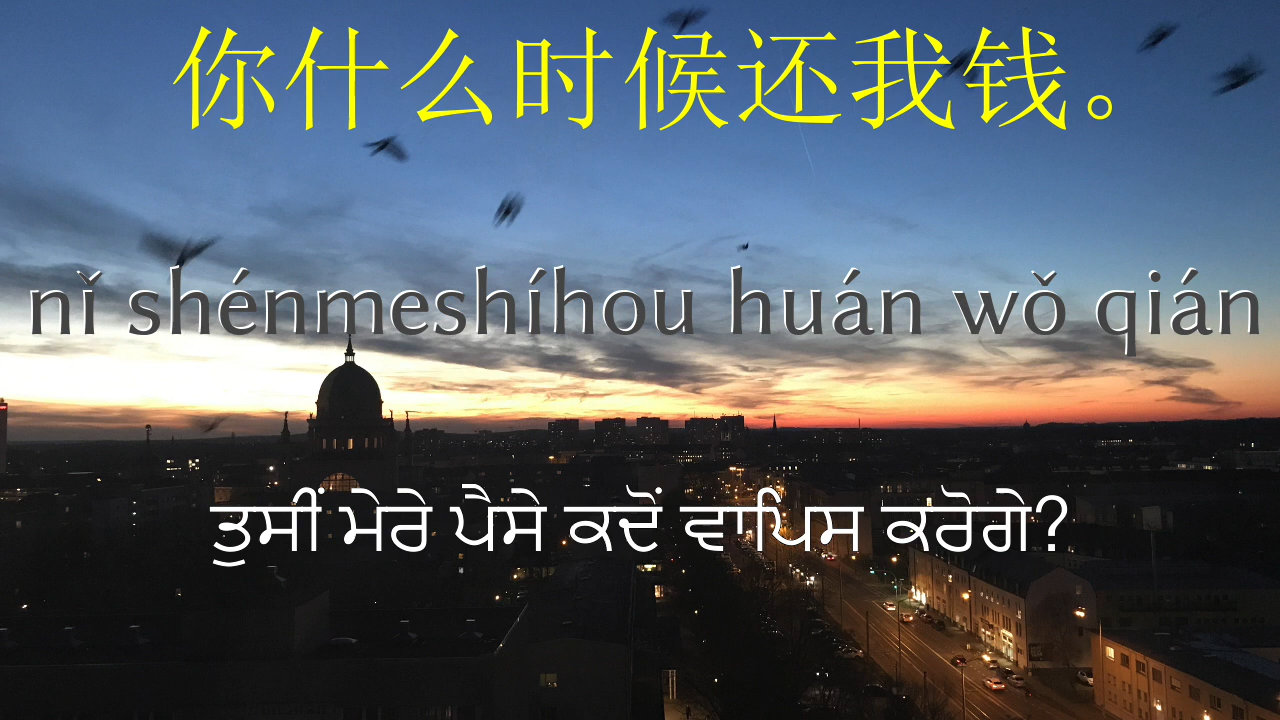 你什么时候还我钱。
nǐ shénmeshíhou huán wǒ qián
ਤੁਸੀਂ ਮੇਰੇ ਪੈਸੇ ਕਦੋਂ ਵਾਪਿਸ ਕਰੋਗੇ?